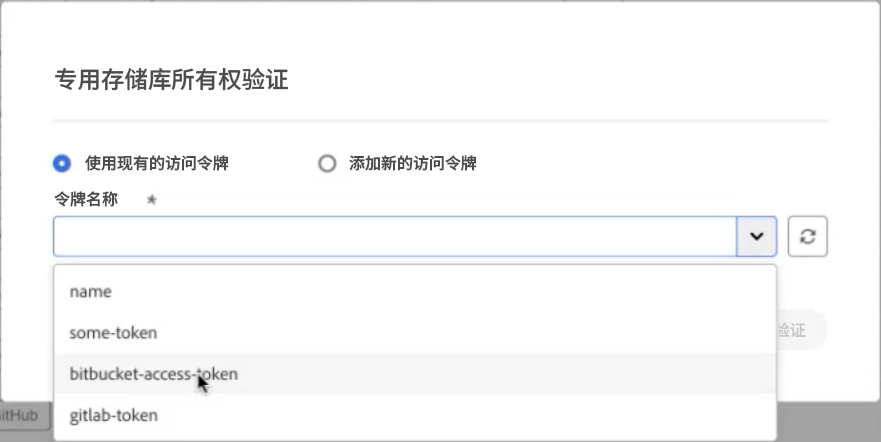 专用存储库所有权验证
使用现有的访问令牌 添加新的访问令牌
令牌名称 *
name
some-token
验证
bitbucket-access-token
itHub
gitlab-token